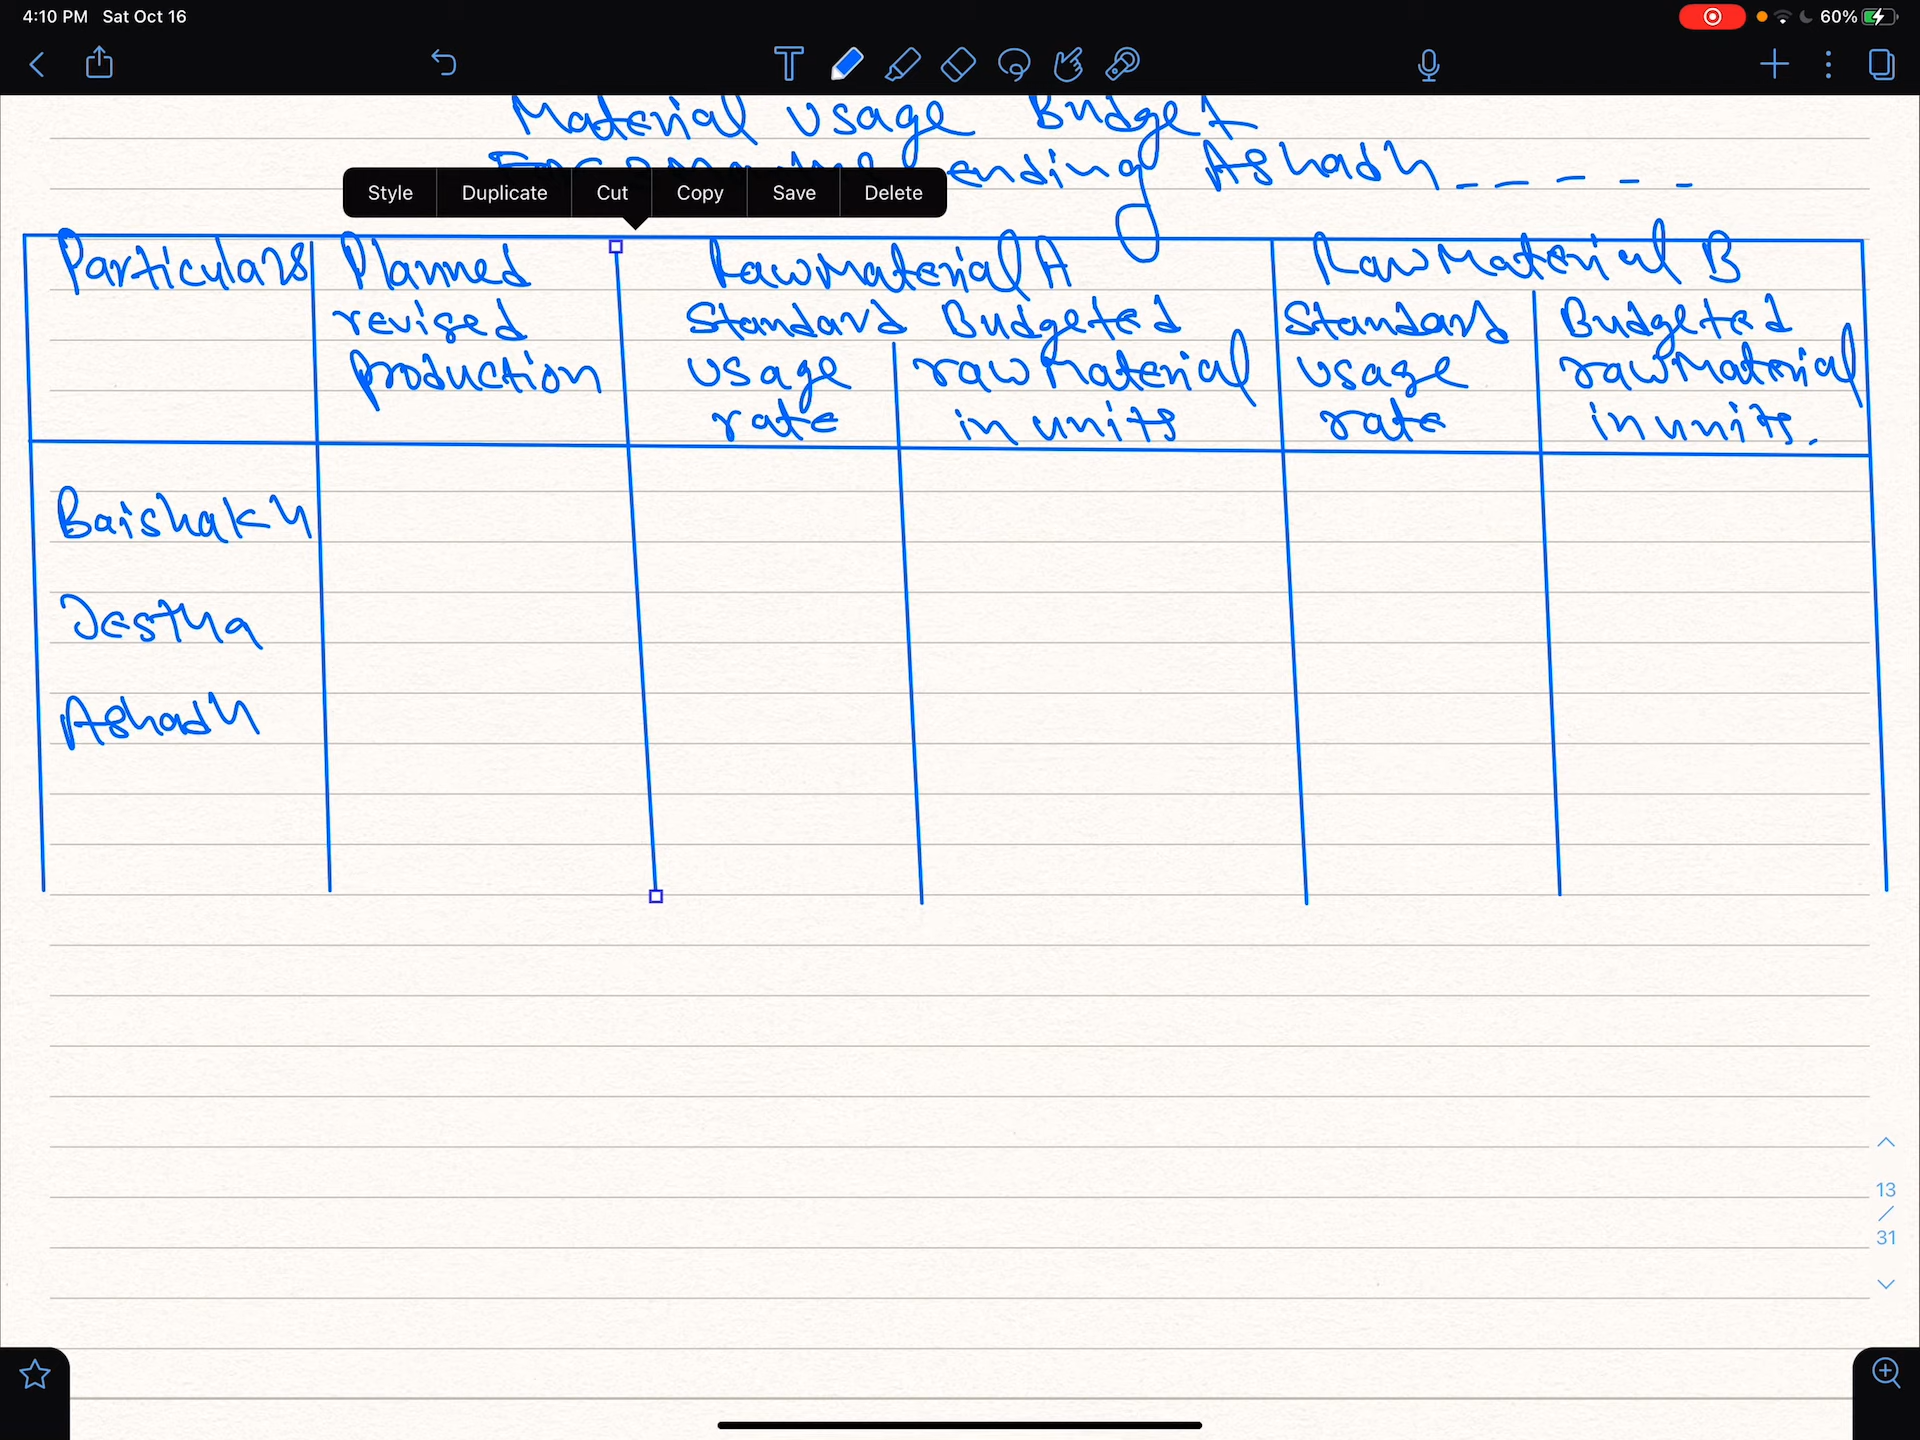 4:10 PM Sat Oct 16
60%
Material Usage Budget
ending Ashadh _ _ _ _ _
Style Duplicate Cut Copy Save Delete
Particulars Planned revised production
Raw Material A
Standard usage rate
Budgeted raw Material in units
Raw Material B
Standard usage rate
Budgeted raw Material in units.
Baishakh
Jestha
Ashadh
13
/
31